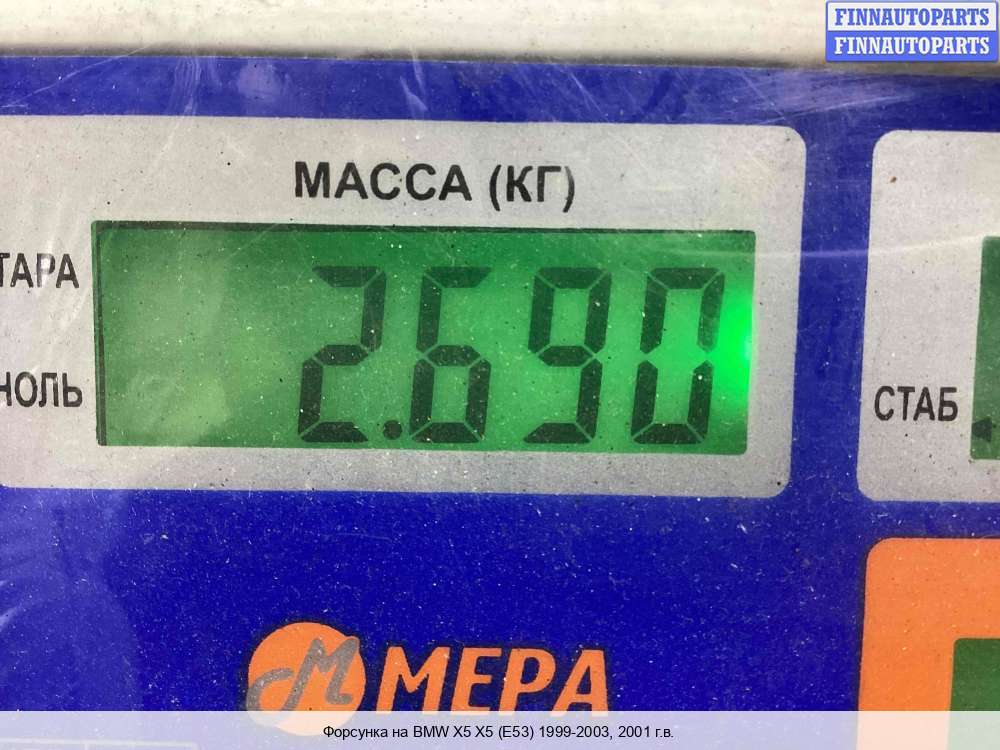 FINNAUTOPARTS
FINNAUTOPARTS
МАССА (КГ)
ТАРА
2.690
НОЛЬ
СТАБ
МЕРА
Форсунка на BMW X5 X5 (E53) 1999-2003, 2001 г.в.